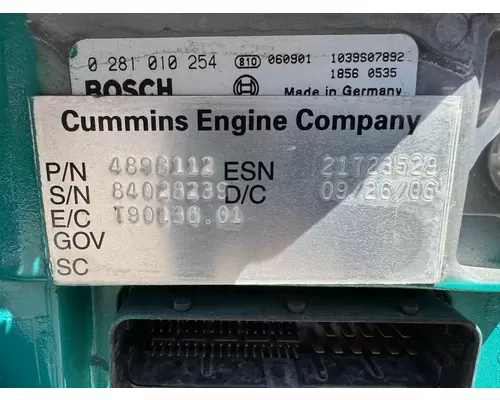 0 281 010 254 810 060901 1039S07892
1856 0535
BOSCH Made in Germany
Cummins Engine Company
P/N 4898112 ESN 21723529
S/N 84028239 D/C 09/26/06
E/C T90136.01
GOV
SC